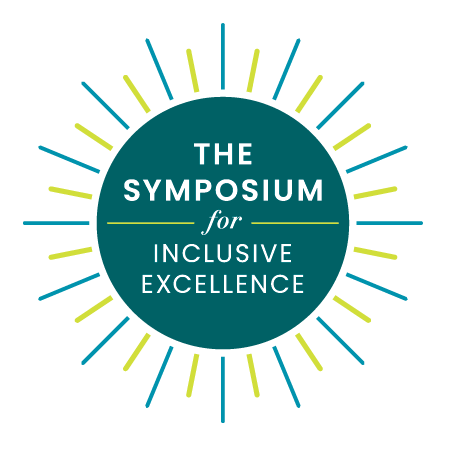 THE
SYMPOSIUM
for
INCLUSIVE
EXCELLENCE